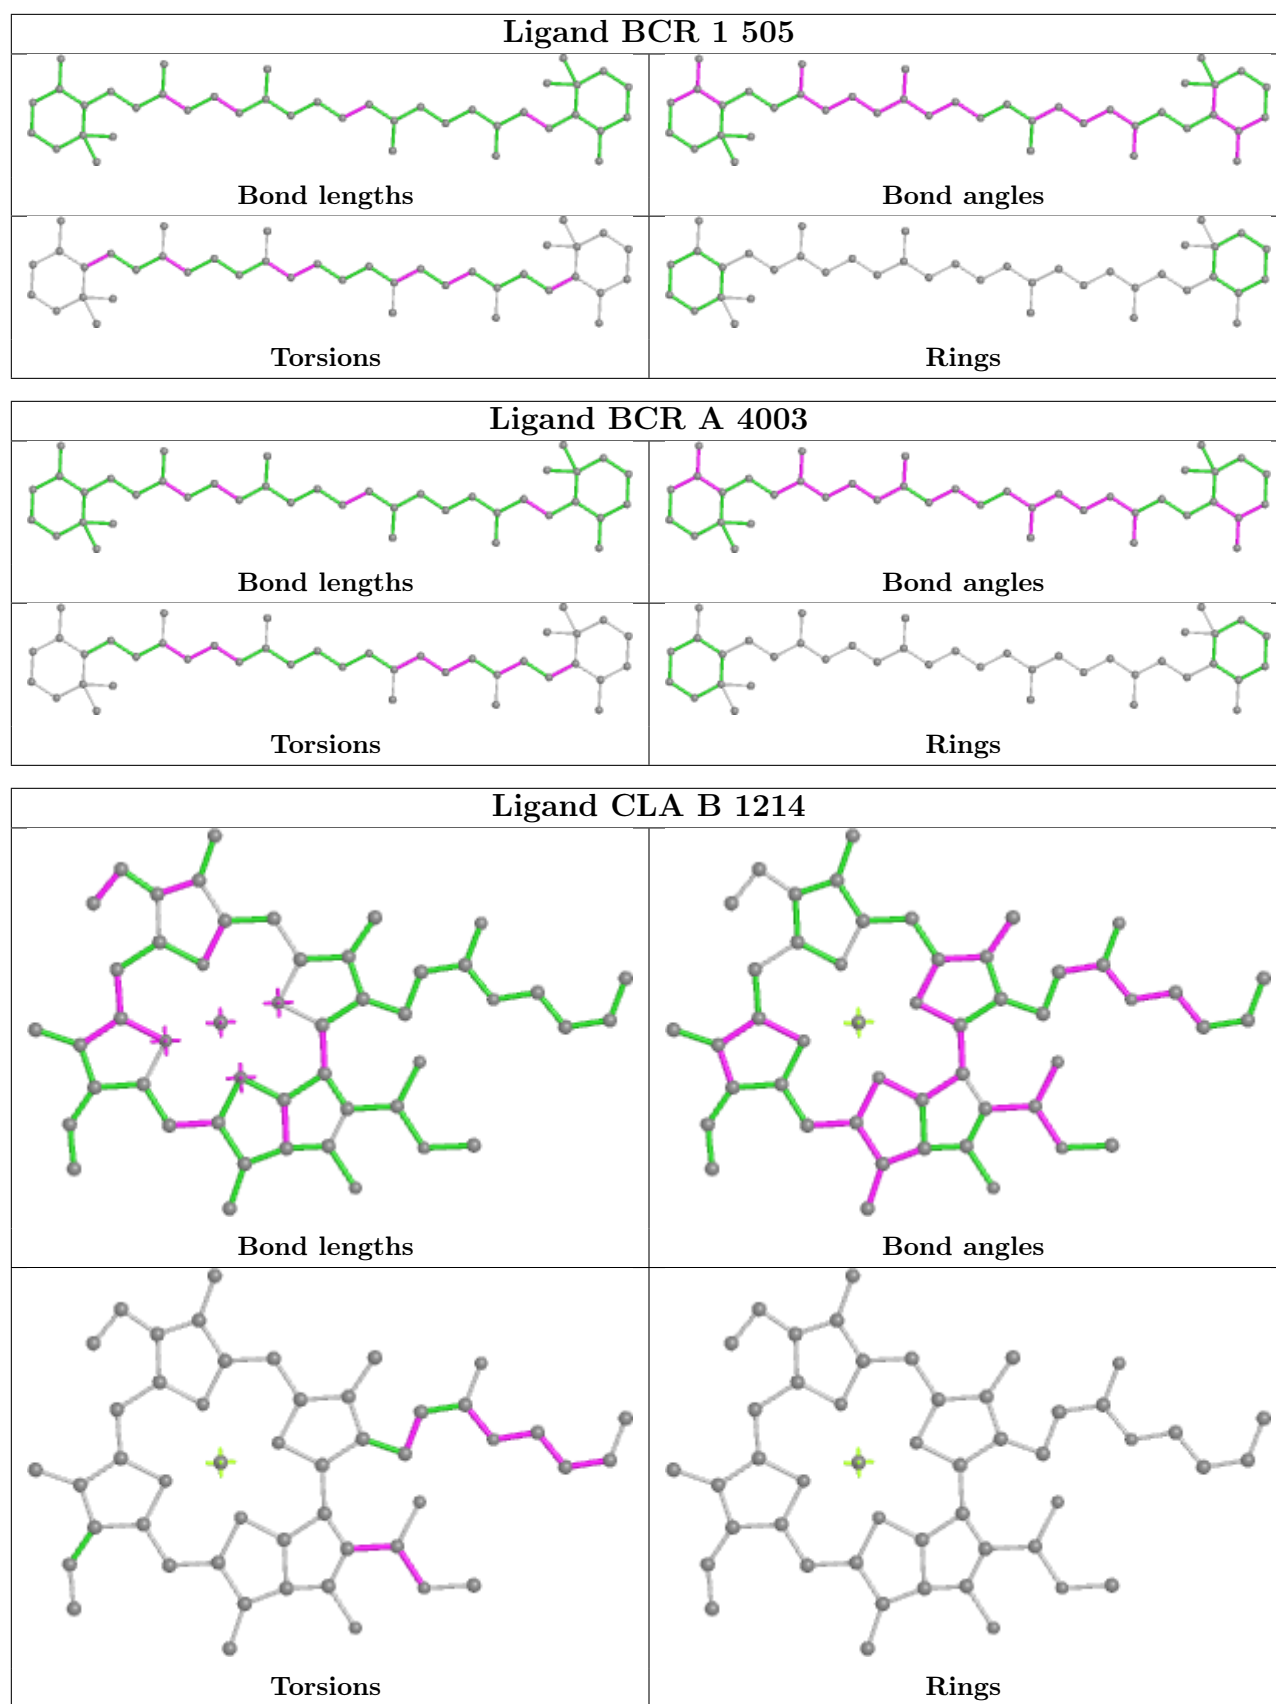 Ligand BCR 1 505
Bond lengths
Bond angles
Torsions
Rings
Ligand BCR A 4003
Bond lengths
Bond angles
Torsions
Rings
Ligand CLA B 1214
Bond lengths
Bond angles
Torsions
Rings